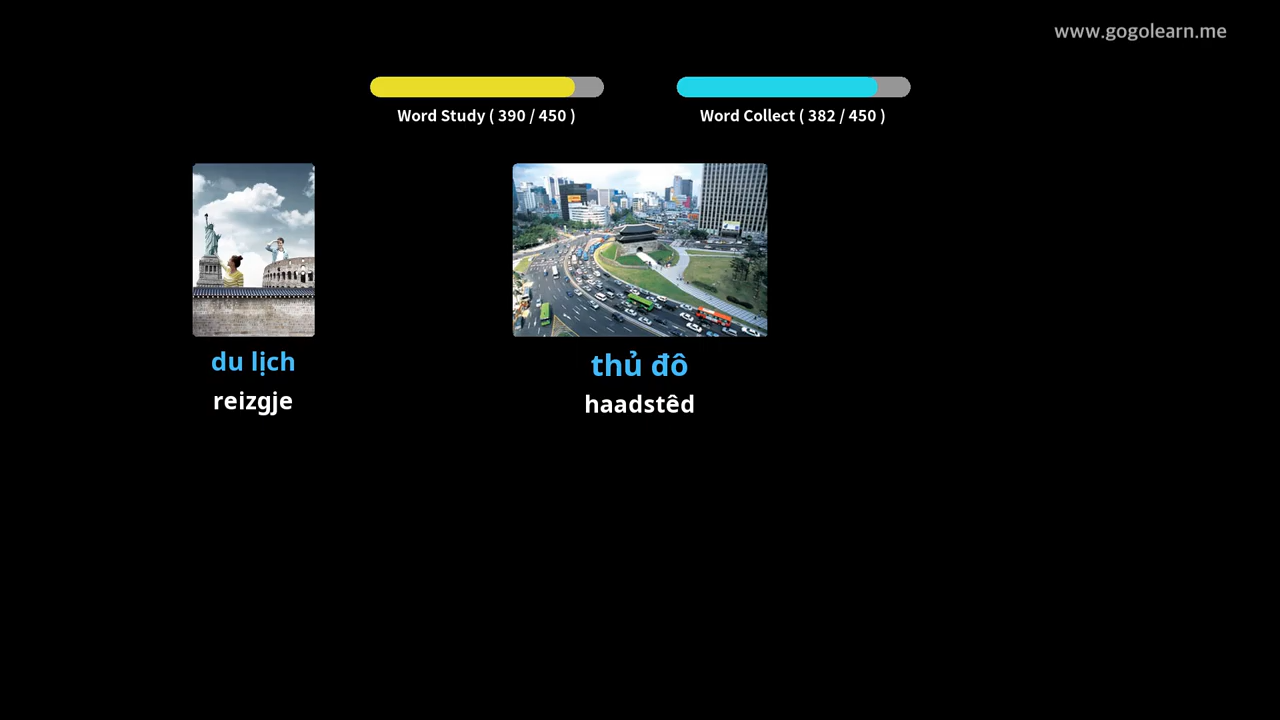 www.gogolearn.me
Word Study ( 390 / 450 )
Word Collect ( 382 / 450 )
du lịch
reizgje
thủ đô
haadstêd